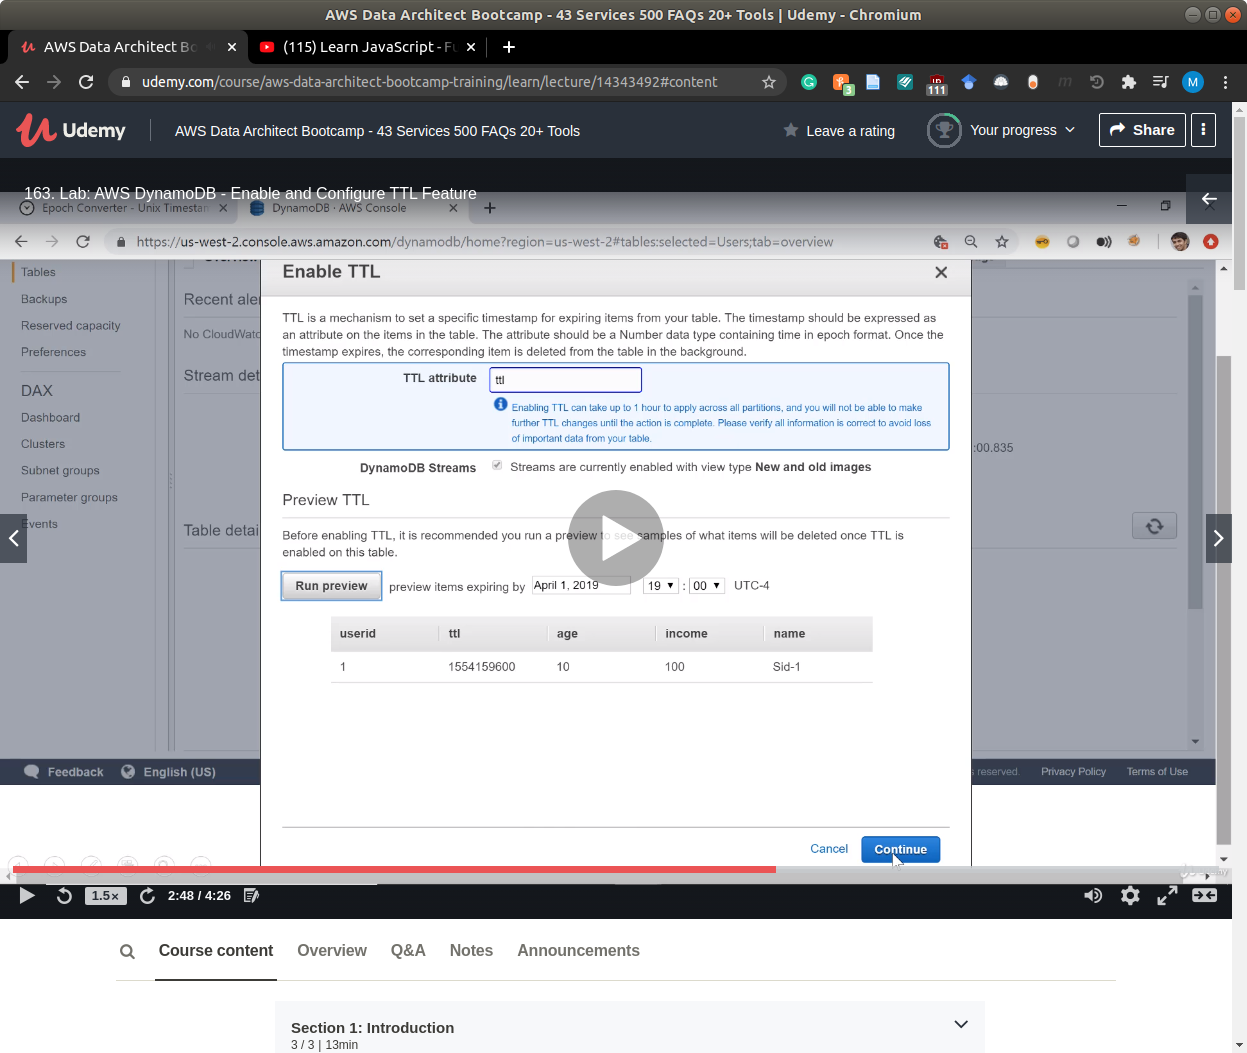 AWS Data Architect Bootcamp - 43 Services 500 FAQs 20+ Tools | Udemy - Chromium
AWS Data Architect Bo
(115) Learn JavaScript - Fu
udemy.com/course/aws-data-architect-bootcamp-training/learn/lecture/14343492#content
3
111
M
Udemy
AWS Data Architect Bootcamp - 43 Services 500 FAQs 20+ Tools
Leave a rating
Your progress
Share
163. Lab: AWS DynamoDB - Enable and Configure TTL Feature
Epoch Converter - Unix Timestam
DynamoDB · AWS Console
https://us-west-2.console.aws.amazon.com/dynamodb/home?region=us-west-2#tables:selected=Users;tab=overview
Tables
Backups
Reserved capacity
Preferences
DAX
Dashboard
Clusters
Subnet groups
Parameter groups
Events
Recent aler
No CloudWatc
Stream det
Table detai
:00.835
Enable TTL
TTL is a mechanism to set a specific timestamp for expiring items from your table. The timestamp should be expressed as
an attribute on the items in the table. The attribute should be a Number data type containing time in epoch format. Once the
timestamp expires, the corresponding item is deleted from the table in the background.
TTL attribute
ttl
Enabling TTL can take up to 1 hour to apply across all partitions, and you will not be able to make
further TTL changes until the action is complete. Please verify all information is correct to avoid loss
of important data from your table.
DynamoDB Streams
Streams are currently enabled with view type New and old images
Preview TTL
Before enabling TTL, it is recommended you run a preview to see samples of what items will be deleted once TTL is
enabled on this table.
Run preview
preview items expiring by
April 1, 2019
19 : 00 UTC-4
userid ttl age income name
1 1554159600 10 100 Sid-1
Feedback
English (US)
s reserved.
Privacy Policy
Terms of Use
Cancel
Continue
1.5×
2:48 / 4:26
Course content
Overview
Q&A
Notes
Announcements
Section 1: Introduction
3 / 3 | 13min